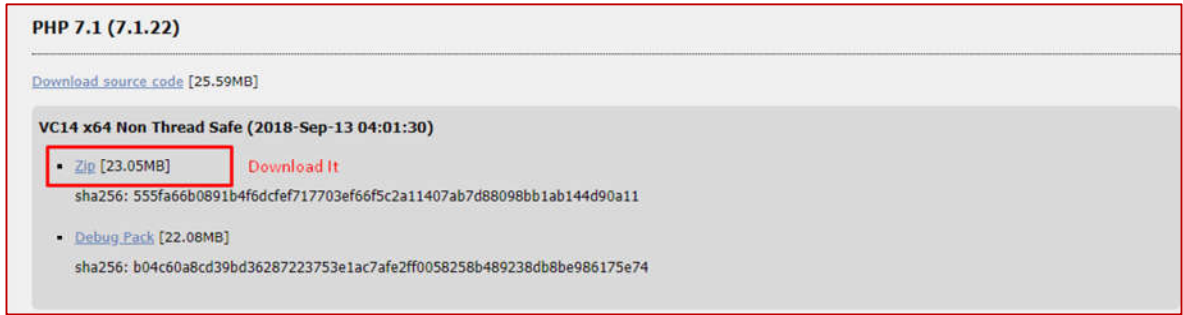 PHP 7.1 (7.1.22)
Download source code [25.59MB]
VC14 x64 Non Thread Safe (2018-Sep-13 04:01:30)
Zip [23.05MB] Download It
sha256: 555fa66b0891b4f6dcfef717703ef66f5c2a11407ab7d88098bb1ab144d90a11
Debug Pack [22.08MB]
sha256: b04c60a8cd39bd36287223753e1ac7afe2ff0058258b489238db8be986175e74